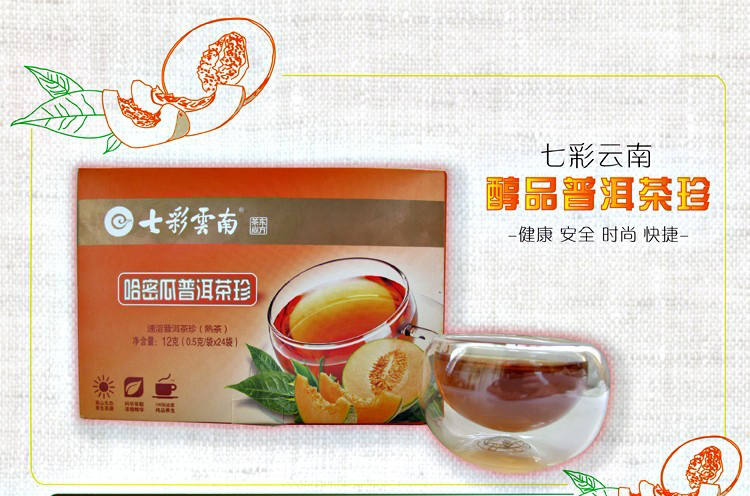 七彩云南
醇品普洱茶珍
-健康 安全 时尚 快捷-
七彩雲南®
哈密瓜普洱茶珍
速溶普洱茶珍（熟茶）
净含量：12克（0.5克/袋x24袋）